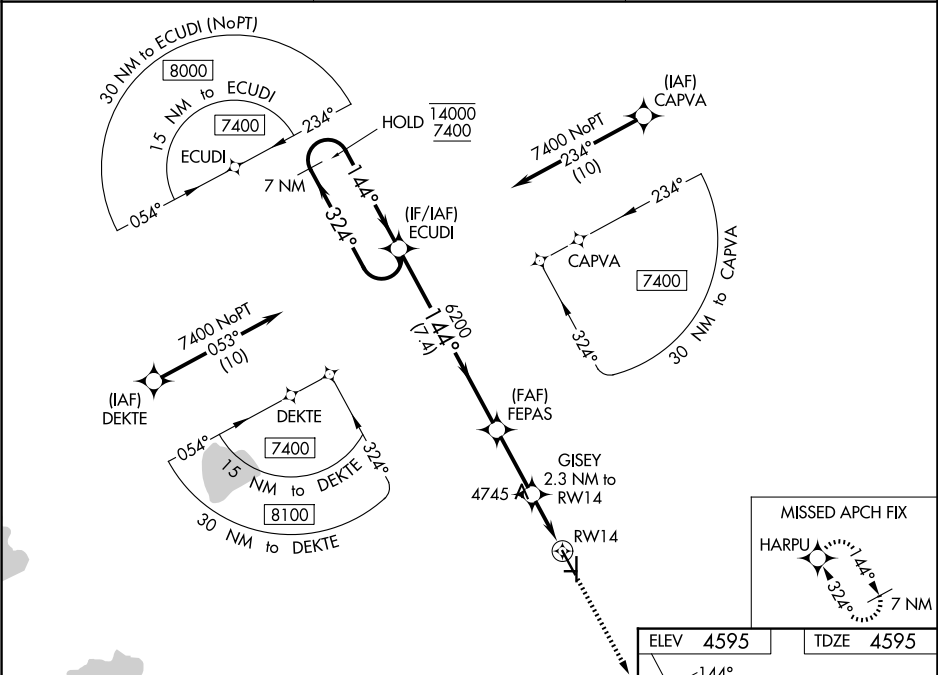 30 NM to ECUDI (NoPT)
8000
15 NM to ECUDI
7400
234°
ECUDI
054°
HOLD 14000
7400
7 NM
144°
324°
(IF/IAF)
ECUDI
(IAF)
CAPVA
7400 NoPT
234°
(10)
234°
CAPVA
7400
30 NM to CAPVA
324°
6200
144°
(7.4)
7400 NoPT
053°
(10)
(IAF)
DEKTE
DEKTE
054°
7400
324°
15 NM to DEKTE
8100
30 NM to DEKTE
(FAF)
FEPAS
GISEY
2.3 NM to
RW14
4745
RW14
MISSED APCH FIX
HARPU
144°
324°
7 NM
ELEV 4595
TDZE 4595
144°